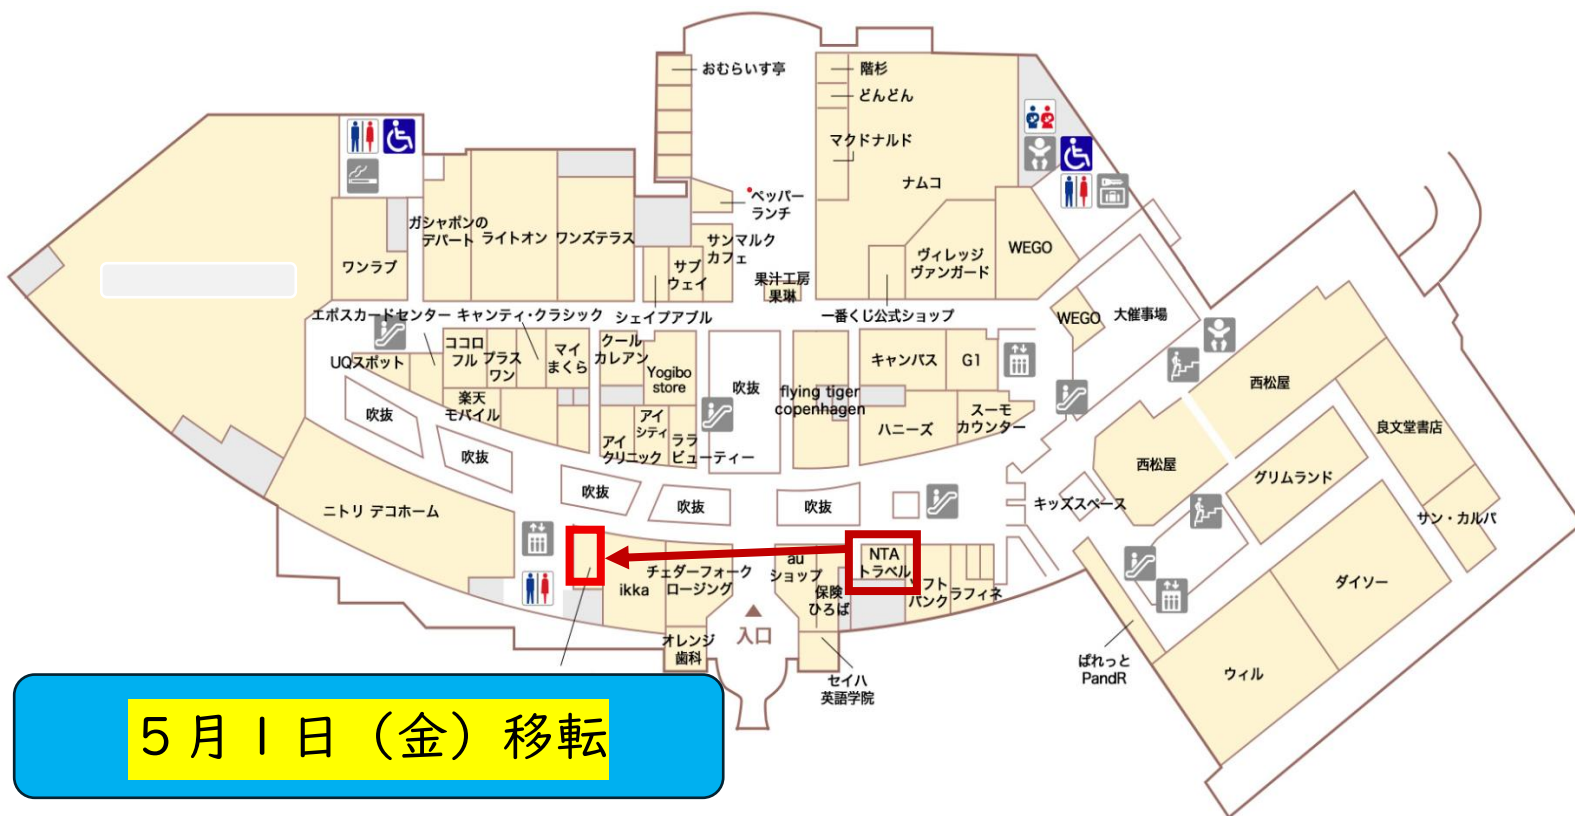 おむらいす亭
階杉
どんどん
マクドナルド
ナムコ
ペッパー
ランチ
ガシャポンの
デパート
ライトオン
ワンズテラス
サンマルク
カフェ
サブ
ウェイ
ワンラブ
果汁工房
果琳
ヴィレッジ
ヴァンガード
WEGO
エポスカードセンター
キャンティ・クラシック
シェイプアブル
一番くじ公式ショップ
WEGO
大催事場
UQスポット
ココロ
フル
プラス
ワン
マイ
まくら
クール
カレアン
Yogibo
store
吹抜
flying tiger
copenhagen
キャンバス
G1
西松屋
楽天
モバイル
吹抜
アイ
シティ
アイ
クリニック
ララ
ビューティー
ハニーズ
スーモ
カウンター
良文堂書店
吹抜
西松屋
グリムランド
吹抜
吹抜
吹抜
キッズスペース
サン・カルパ
ニトリ デコホーム
ikka
チェダーフォーク
ロージング
au
ショップ
保険
ひろば
NTA
トラベル
ソフト
バンク
ラフィネ
ダイソー
入口
オレンジ
歯科
セイハ
英語学院
ぱれっと
PandR
ウィル
5月1日（金）移転